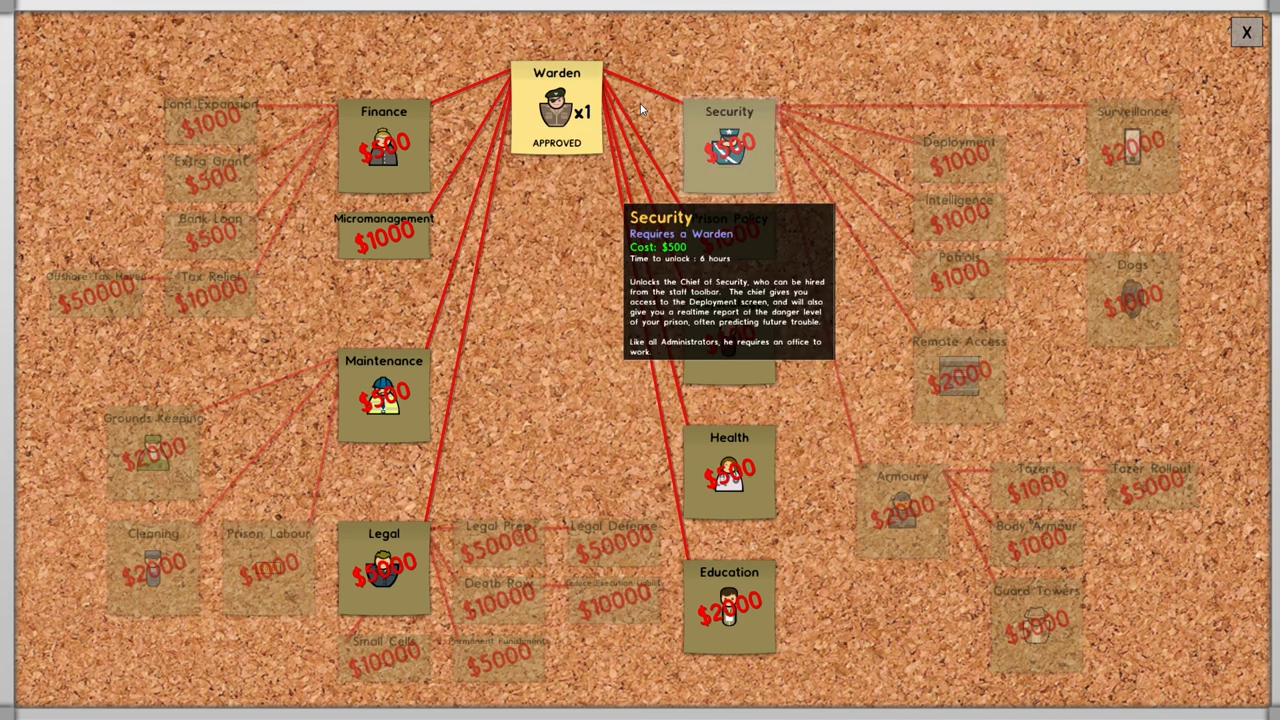 X
Warden
x1
APPROVED
Finance
$500
Land Expansion
$1000
Extra Grant
$500
Bank Loan
$500
Offshore Tax Haven
Tax Relief
$10000
Micromanagement
$1000
Security
$500
Security
Prison Policy
Requires a Warden
Cost: $500
Time to unlock : 6 hours
Unlocks the Chief of Security, who can be hired
from the staff toolbar. The chief gives you
access to the Deployment screen, and will also
give you a realtime report of the danger level
of your prison, often predicting future trouble.
Like all Administrators, he requires an office to
work.
Deployment
$1000
Intelligence
$1000
Patrols
$1000
Surveillance
$2000
Dogs
$1000
Remote Access
$2000
Maintenance
$500
Grounds Keeping
$2000
Cleaning
$2000
Prison Labour
$1000
Legal
$5000
Legal Prep
$50000
Legal Defense
$50000
Death Row
$10000
Reduce Execution Liability
$10000
Small Cells
$10000
Permanent Punishments
$5000
Health
$500
Education
$2000
Armoury
$2000
Tazers
$1000
Tazer Rollout
$5000
Body Armour
$1000
Guard Towers
$5000